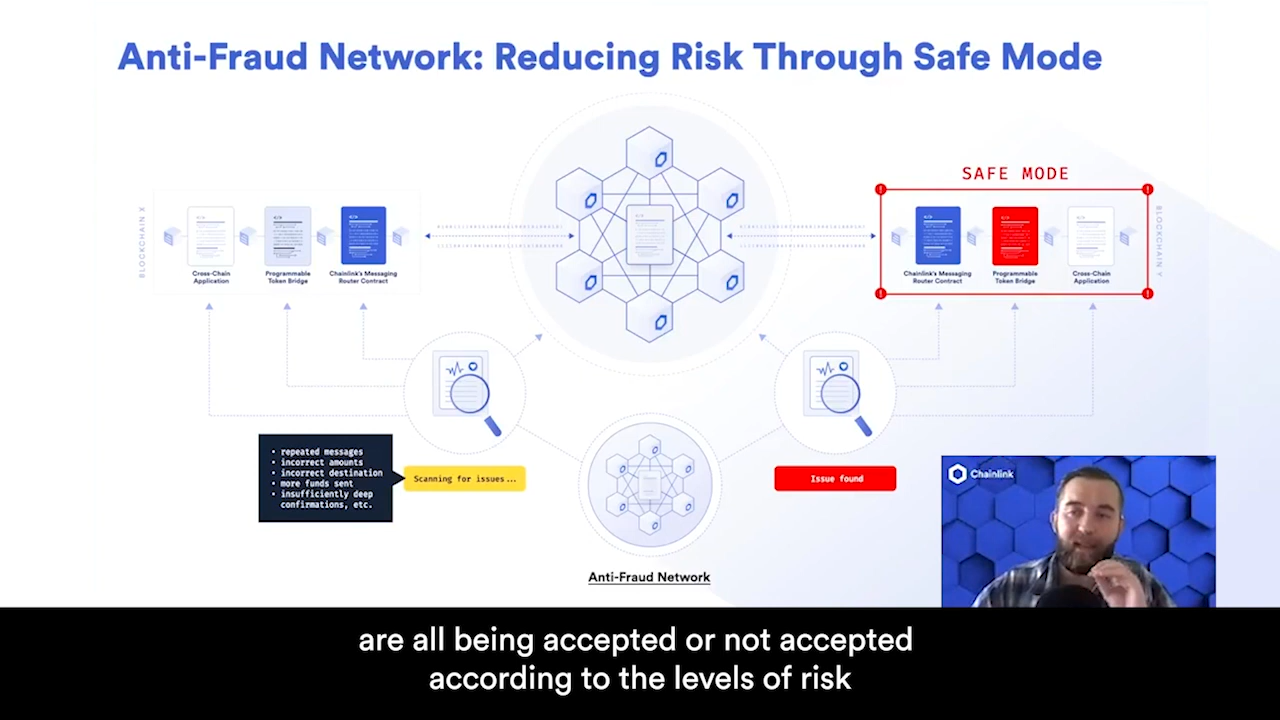 Anti-Fraud Network: Reducing Risk Through Safe Mode
SAFE MODE
BLOCKCHAIN X
Cross-Chain
Application
Programmable
Token Bridge
Chainlink's Messaging
Router Contract
Chainlink's Messaging
Router Contract
Programmable
Token Bridge
Cross-Chain
Application
BLOCKCHAIN Y
• repeated messages
• incorrect amounts
• incorrect destination
• more funds sent
• insufficiently deep
confirmations, etc.
Scanning for issues...
Issue found
Anti-Fraud Network
Chainlink
are all being accepted or not accepted
according to the levels of risk